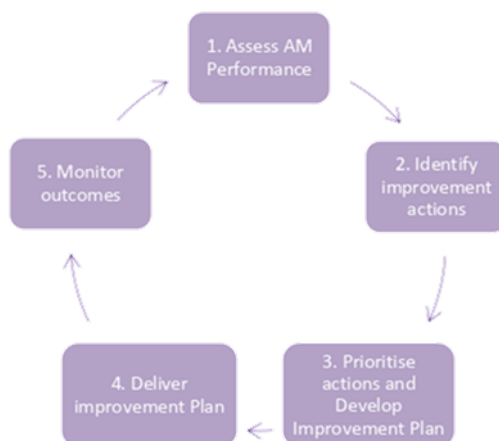 1. Assess AM
Performance
2. Identify
improvement
actions
3. Prioritise
actions and
Develop
Improvement Plan
4. Deliver
improvement Plan
5. Monitor
outcomes